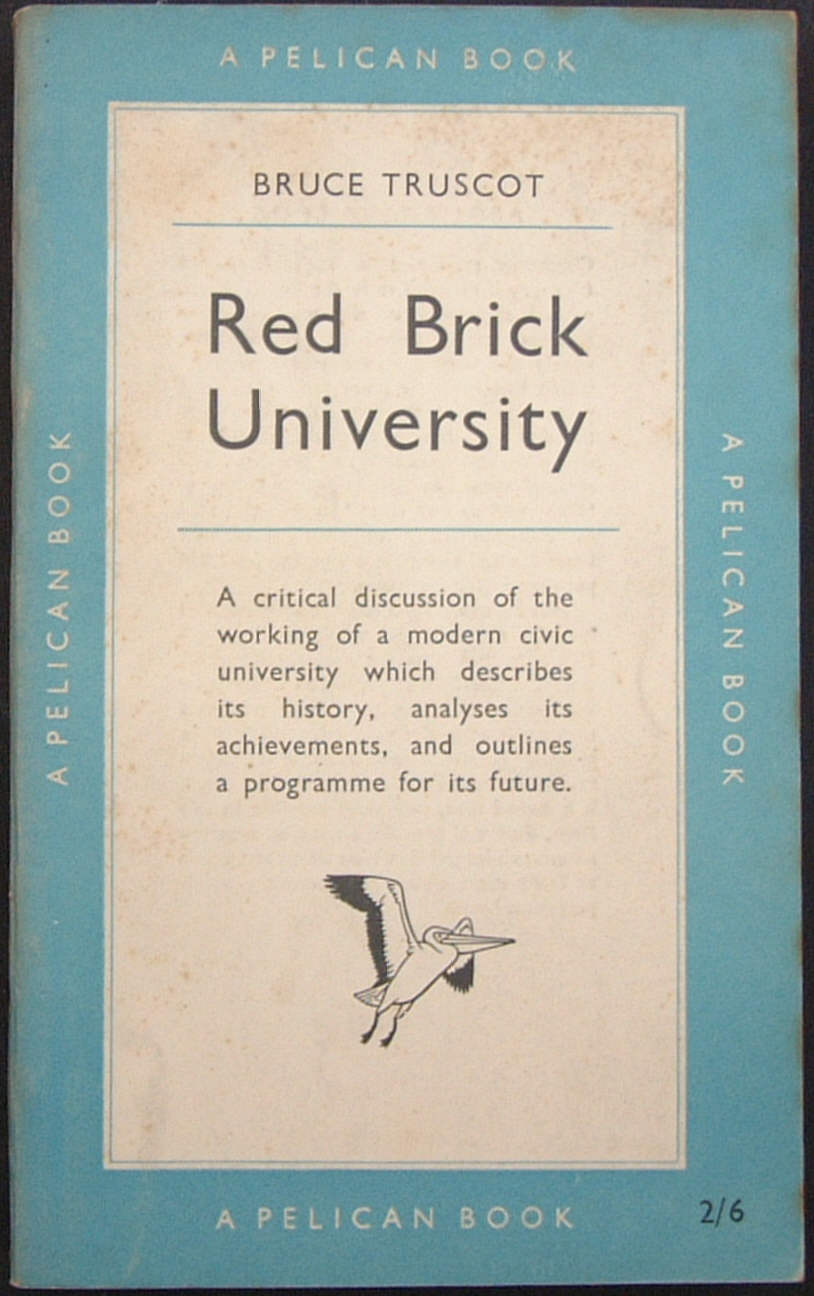 A PELICAN BOOK
BRUCE TRUSCOT
Red Brick
University
A critical discussion of the
working of a modern civic
university which describes
its history, analyses its
achievements, and outlines
a programme for its future.
A PELICAN BOOK
A PELICAN BOOK
A PELICAN BOOK
2/6